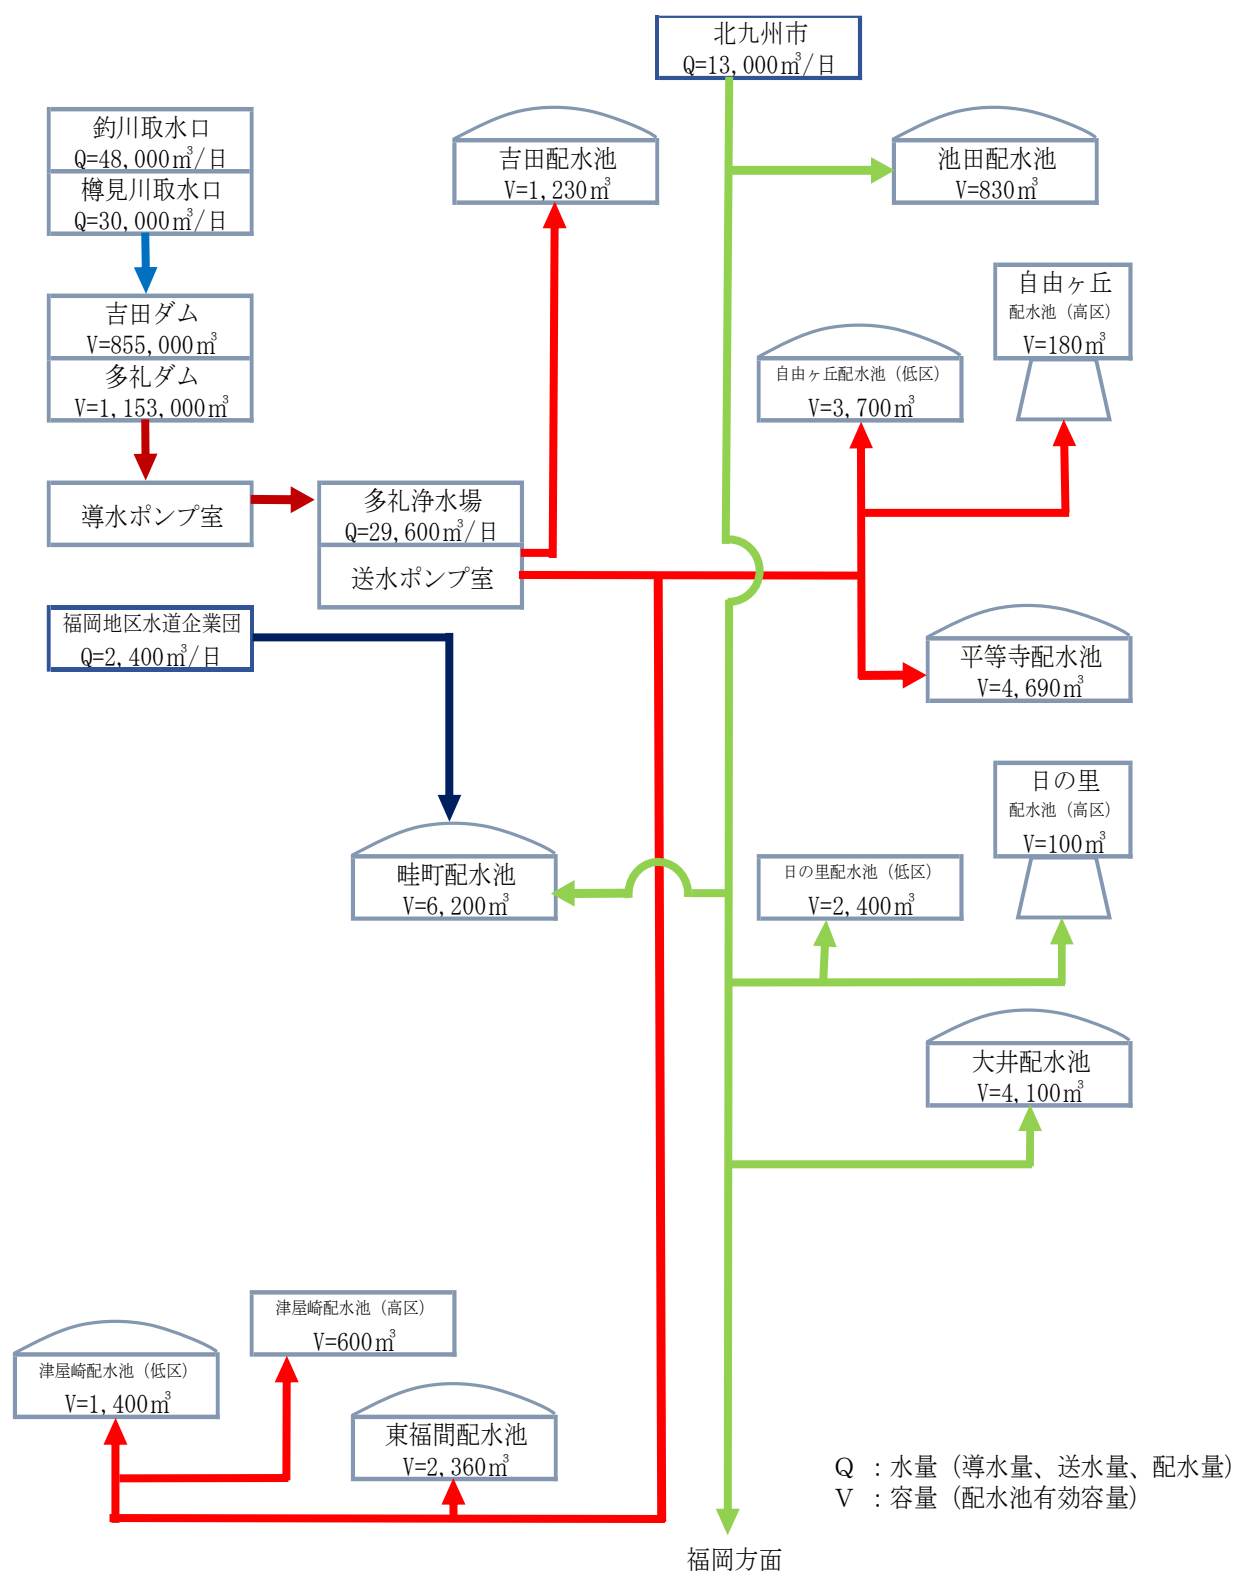 北九州市
Q=13,000㎥/日
釣川取水口
Q=48,000㎥/日
樽見川取水口
Q=30,000㎥/日
吉田配水池
V=1,230㎥
池田配水池
V=830㎥
吉田ダム
V=855,000㎥
多礼ダム
V=1,153,000㎥
自由ヶ丘
配水池（高区）
V=180㎥
自由ヶ丘配水池（低区）
V=3,700㎥
導水ポンプ室
多礼浄水場
Q=29,600㎥/日
送水ポンプ室
福岡地区水道企業団
Q=2,400㎥/日
平等寺配水池
V=4,690㎥
日の里
配水池（高区）
V=100㎥
畦町配水池
V=6,200㎥
日の里配水池（低区）
V=2,400㎥
大井配水池
V=4,100㎥
津屋崎配水池（高区）
V=600㎥
津屋崎配水池（低区）
V=1,400㎥
東福間配水池
V=2,360㎥
Q ：水量（導水量、送水量、配水量）
V ：容量（配水池有効容量）
福岡方面